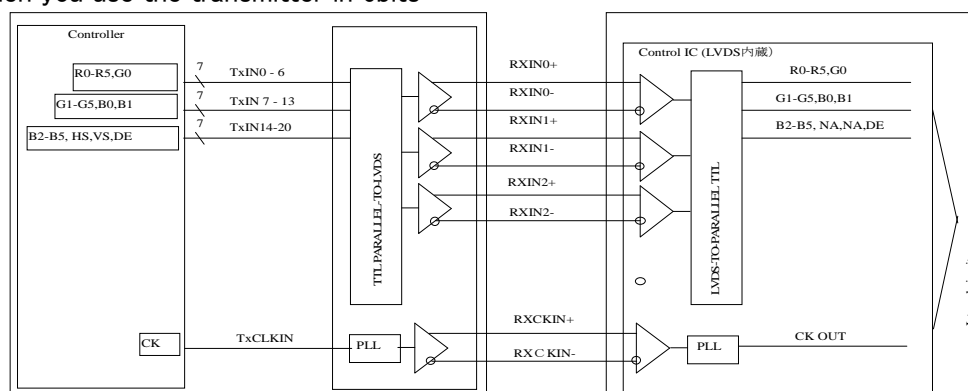 you use the transmitter in 6bits
Controller
R0-R5,G0
G1-G5,B0,B1
B2-B5, HS,VS,DE
CK
7
TxIN0 - 6
7
TxIN 7 - 13
7
TxIN14-20
TxCLKIN
TTL PARALLEL-TO-LVDS
PLL
RXIN0+
RXIN0-
RXIN1+
RXIN1-
RXIN2+
RXIN2-
RXCKIN+
RXC KIN-
Control IC (LVDS内蔵)
LVDS-TO-PARALLEL TTL
PLL
R0-R5,G0
G1-G5,B0,B1
B2-B5, NA,NA,DE
CK OUT